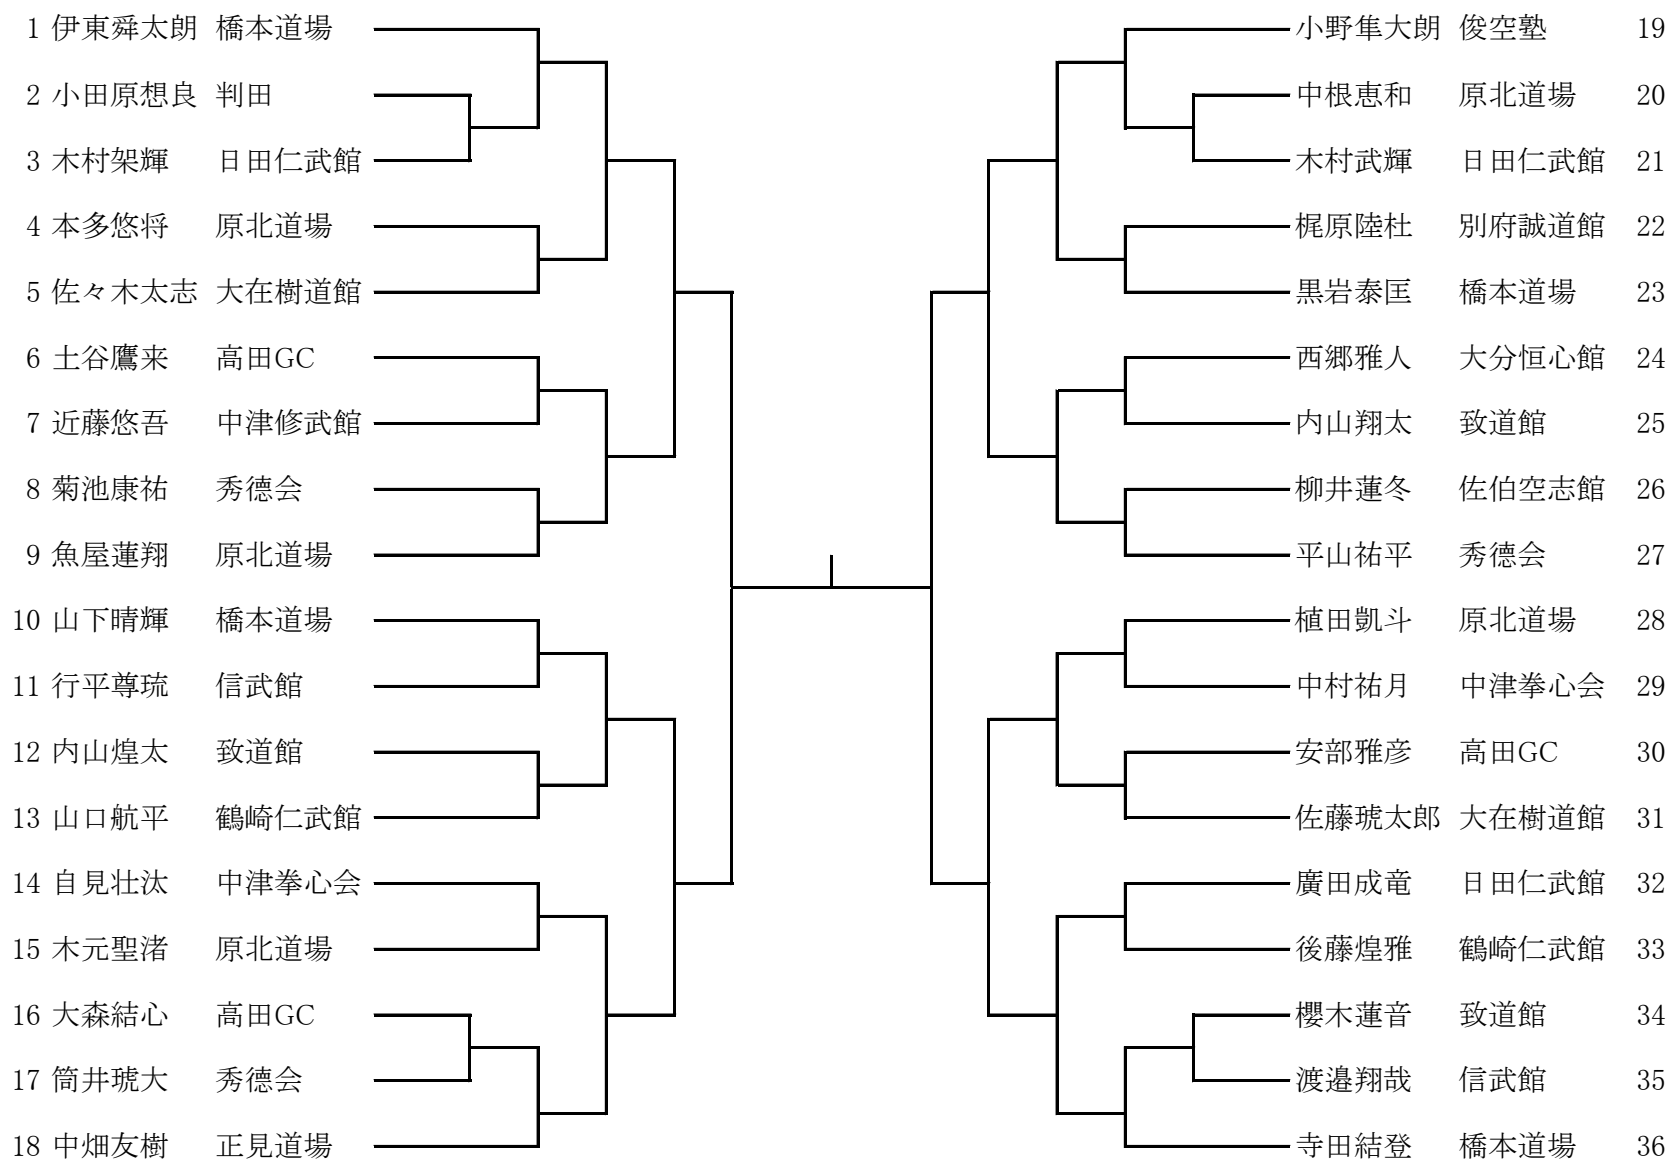 1 伊東舜太朗 橋本道場
2 小田原想良 判田
3 木村架輝 日田仁武館
4 本多悠将 原北道場
5 佐々木太志 大在樹道館
6 土谷鷹来 高田GC
7 近藤悠吾 中津修武館
8 菊池康祐 秀德会
9 魚屋蓮翔 原北道場
10 山下晴輝 橋本道場
11 行平尊琉 信武館
12 内山煌太 致道館
13 山口航平 鶴崎仁武館
14 自見壮汰 中津拳心会
15 木元聖渚 原北道場
16 大森結心 高田GC
17 筒井琥大 秀德会
18 中畑友樹 正見道場
小野隼大朗 俊空塾 19
中根恵和 原北道場 20
木村武輝 日田仁武館 21
梶原陸杜 別府誠道館 22
黒岩泰匡 橋本道場 23
西郷雅人 大分恒心館 24
内山翔太 致道館 25
柳井蓮冬 佐伯空志館 26
平山祐平 秀徳会 27
植田凱斗 原北道場 28
中村祐月 中津拳心会 29
安部雅彦 高田GC 30
佐藤琥太郎 大在樹道館 31
廣田成竜 日田仁武館 32
後藤煌雅 鶴崎仁武館 33
櫻木蓮音 致道館 34
渡邉翔哉 信武館 35
寺田結登 橋本道場 36